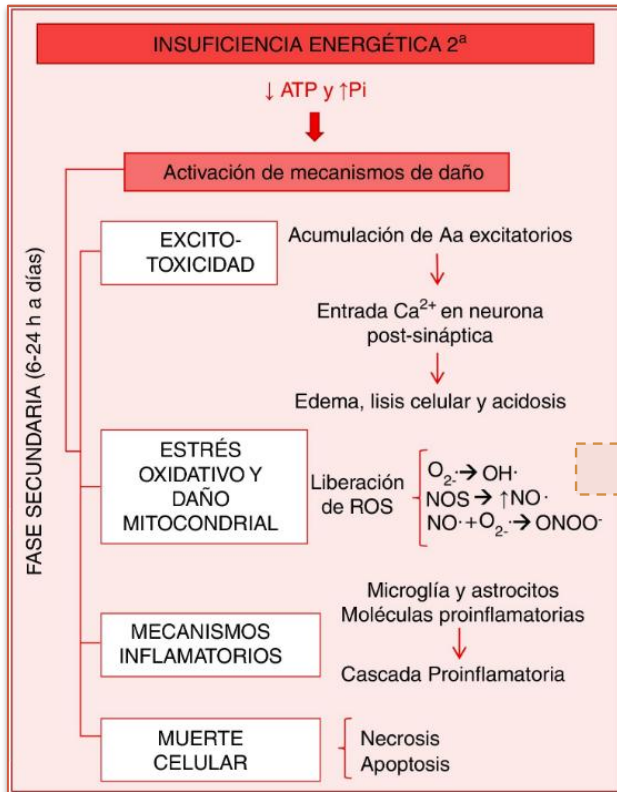 INSUFICIENCIA ENERGÉTICA 2ª
↓ ATP y ↑Pi
Activación de mecanismos de daño
FASE SECUNDARIA (6-24 h a días)
EXCITO-
TOXICIDAD
Acumulación de Aa excitatorios
Entrada Ca²⁺ en neurona
post-sináptica
Edema, lisis celular y acidosis
ESTRÉS
OXIDATIVO Y
DAÑO
MITOCONDRIAL
Liberación
de ROS
O₂-· → OH·
NOS → ↑NO·
NO· + O₂-· → ONOO⁻
MECANISMOS
INFLAMATORIOS
Microglía y astrocitos
Moléculas proinflamatorias
Cascada Proinflamatoria
MUERTE
CELULAR
Necrosis
Apoptosis